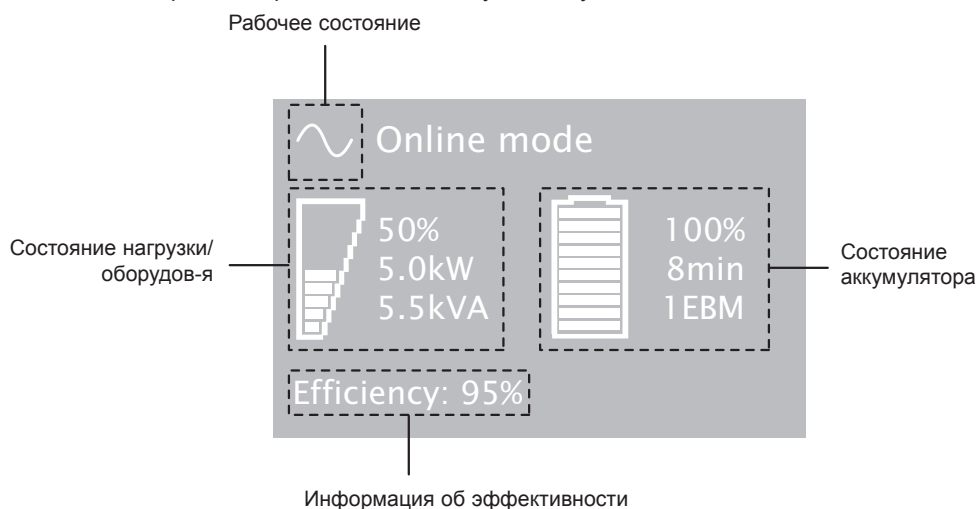 Рабочее состояние
Online mode
Состояние нагрузки/
оборудов-я
50%
5.0kW
5.5kVA
100%
8min
1EBM
Состояние
аккумулятора
Efficiency: 95%
Информация об эффективности